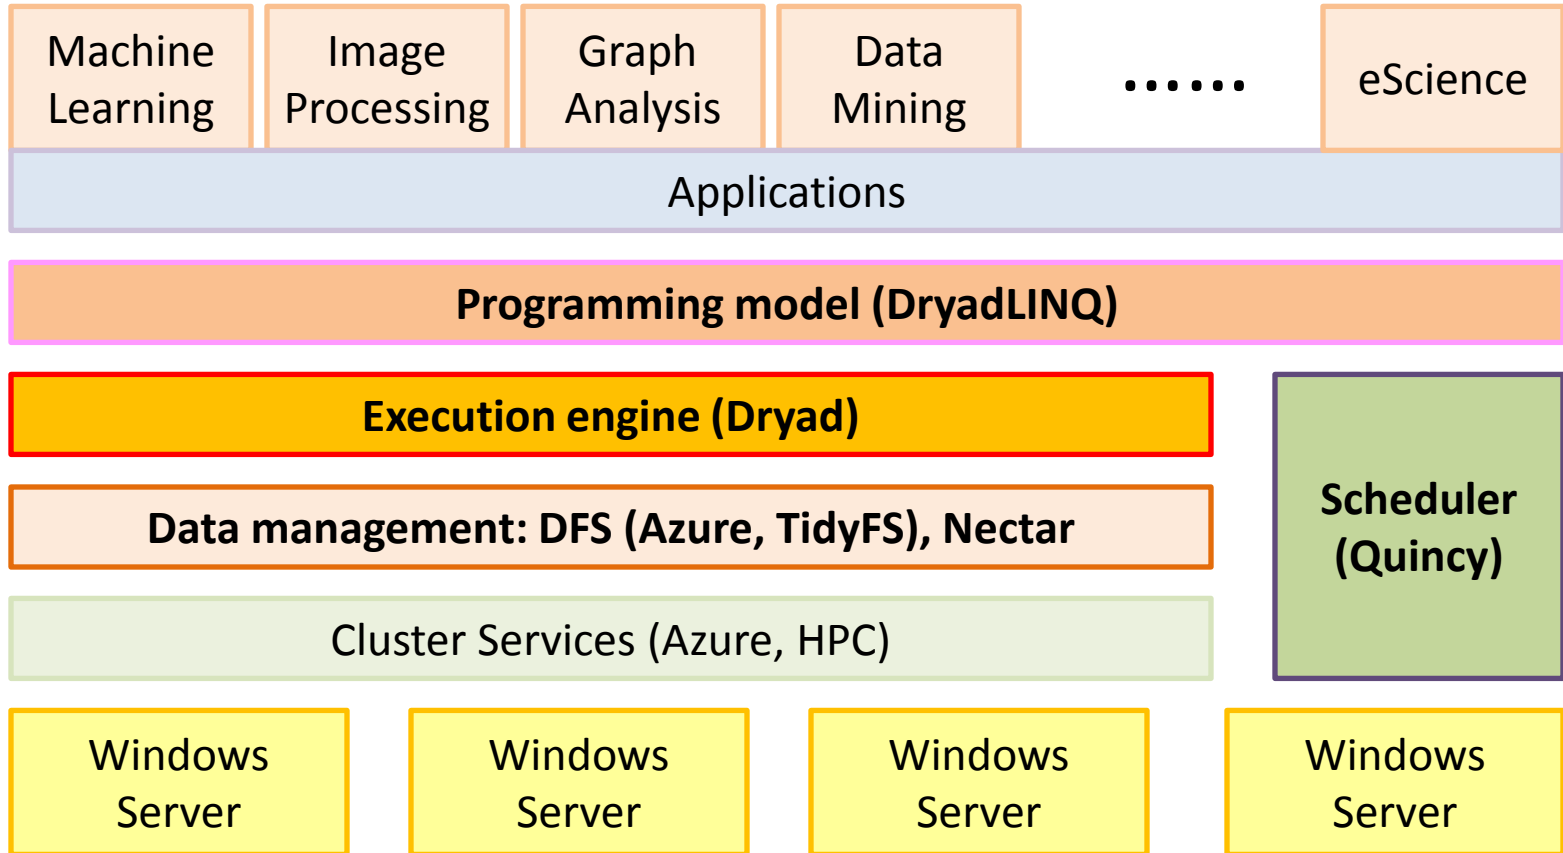 Machine
Learning
Image
Processing
Graph
Analysis
Data
Mining
......
eScience
Applications
Programming model (DryadLINQ)
Execution engine (Dryad)
Data management: DFS (Azure, TidyFS), Nectar
Cluster Services (Azure, HPC)
Scheduler
(Quincy)
Windows
Server
Windows
Server
Windows
Server
Windows
Server